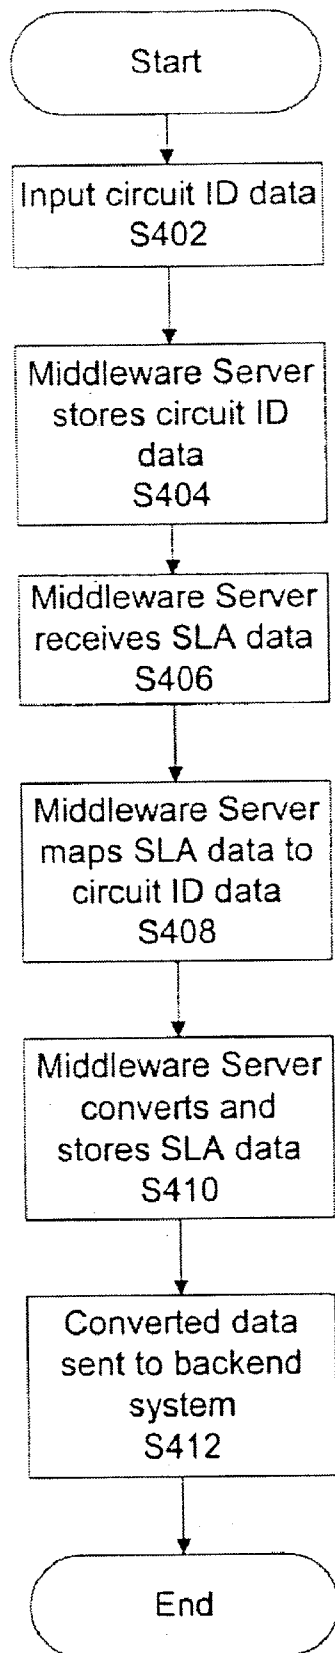 Start
Input circuit ID data
S402
Middleware Server
stores circuit ID
data
S404
Middleware Server
receives SLA data
S406
Middleware Server
maps SLA data to
circuit ID data
S408
Middleware Server
converts and
stores SLA data
S410
Converted data
sent to backend
system
S412
End